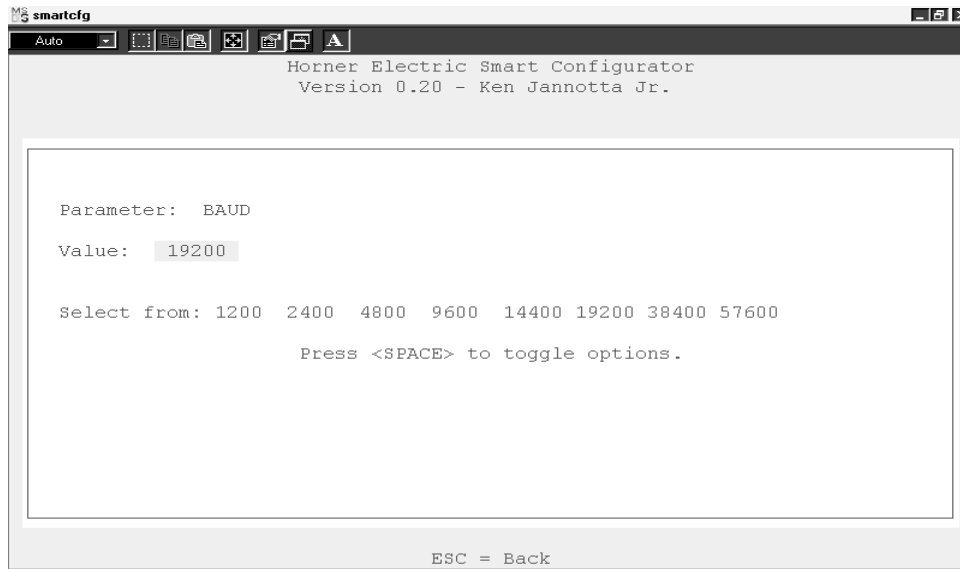 smartcfg
Auto
A
Horner Electric Smart Configurator
Version 0.20 - Ken Jannotta Jr.
Parameter: BAUD
Value: 19200
Select from: 1200 2400 4800 9600 14400 19200 38400 57600
Press <SPACE> to toggle options.
ESC = Back